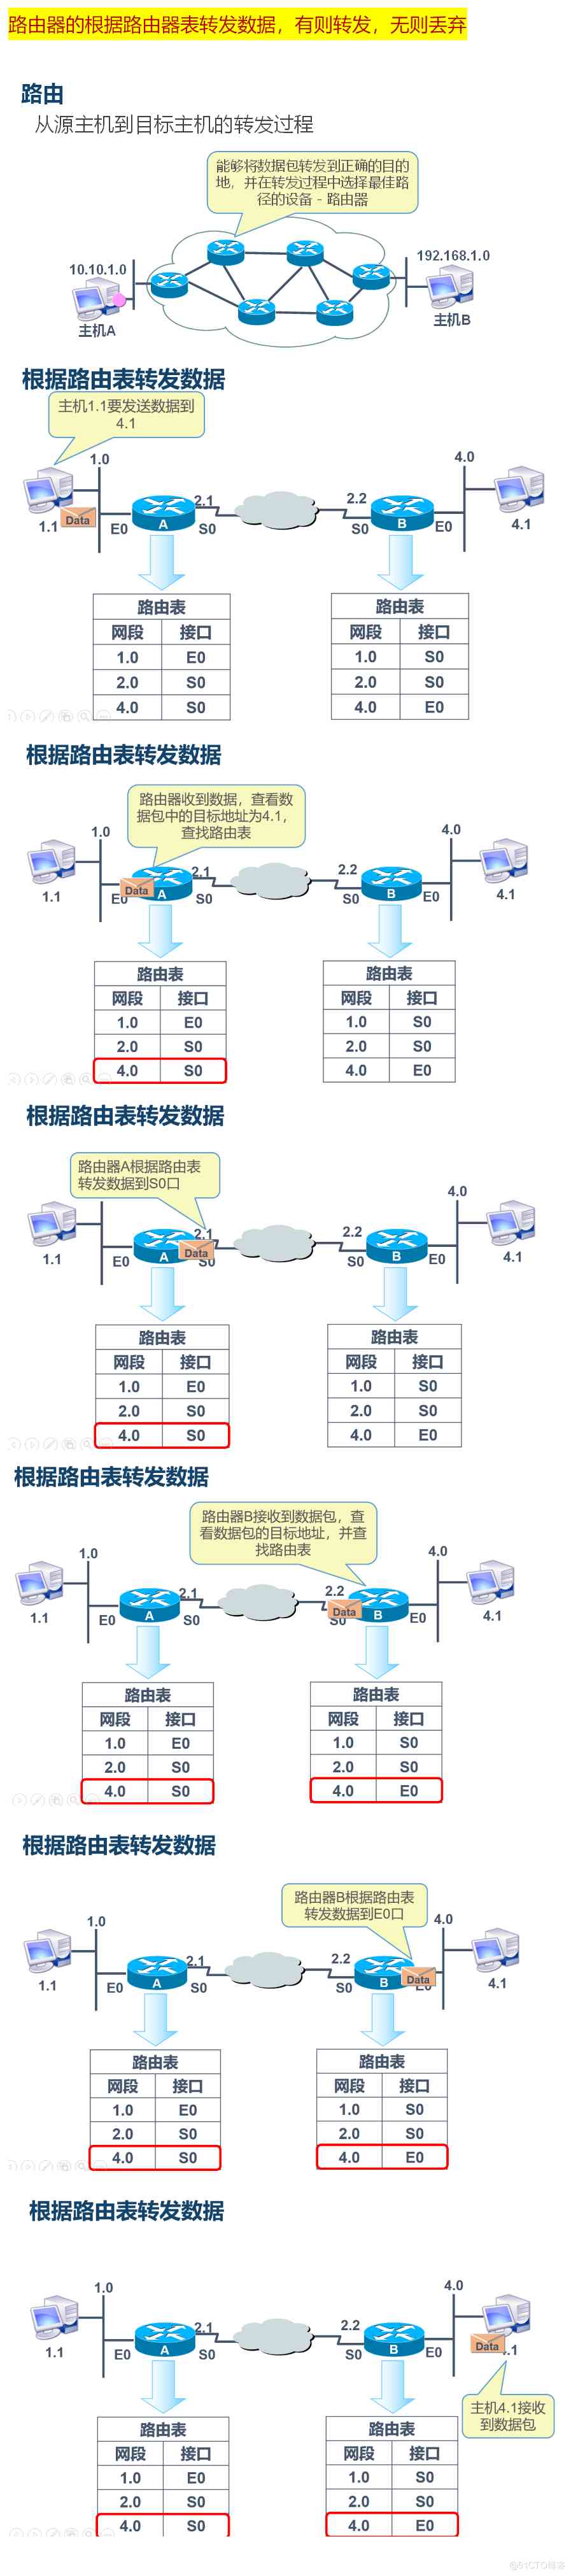 路由器的根据路由器表转发数据，有则转发，无则丢弃
路由
从源主机到目标主机的转发过程
能够将数据包转发到正确的目的
地，并在转发过程中选择最佳路
径的设备 - 路由器
10.10.1.0
192.168.1.0
主机A
主机B
根据路由表转发数据
主机1.1要发送数据到
4.1
1.0
4.0
2.1
2.2
1.1
Data
E0
A
S0
S0
B
E0
4.1
路由表
网段 接口
1.0 E0
2.0 S0
4.0 S0
路由表
网段 接口
1.0 S0
2.0 S0
4.0 E0
根据路由表转发数据
路由器收到数据，查看数
据包中的目标地址为4.1，
查找路由表
1.0
4.0
2.1
2.2
1.1
E0
Data
A
S0
S0
B
E0
4.1
路由表
网段 接口
1.0 E0
2.0 S0
4.0 S0
路由表
网段 接口
1.0 S0
2.0 S0
4.0 E0
根据路由表转发数据
路由器A根据路由表
转发数据到S0口
4.0
2.1
2.2
1.1
E0
A
Data
S0
S0
B
E0
4.1
路由表
网段 接口
1.0 E0
2.0 S0
4.0 S0
路由表
网段 接口
1.0 S0
2.0 S0
4.0 E0
根据路由表转发数据
路由器B接收到数据包，查
看数据包的目标地址，并查
找路由表
1.0
4.0
2.1
2.2
1.1
E0
A
S0
Data
S0
B
E0
4.1
路由表
网段 接口
1.0 E0
2.0 S0
4.0 S0
路由表
网段 接口
1.0 S0
2.0 S0
4.0 E0
根据路由表转发数据
路由器B根据路由表
转发数据到E0口
1.0
4.0
2.1
2.2
1.1
E0
A
S0
S0
B
Data
E0
4.1
路由表
网段 接口
1.0 E0
2.0 S0
4.0 S0
路由表
网段 接口
1.0 S0
2.0 S0
4.0 E0
根据路由表转发数据
1.0
4.0
2.1
2.2
1.1
E0
A
S0
S0
B
E0
Data
.1
主机4.1接收
到数据包
路由表
网段 接口
1.0 E0
2.0 S0
4.0 S0
路由表
网段 接口
1.0 S0
2.0 S0
4.0 E0
@51CTO博客